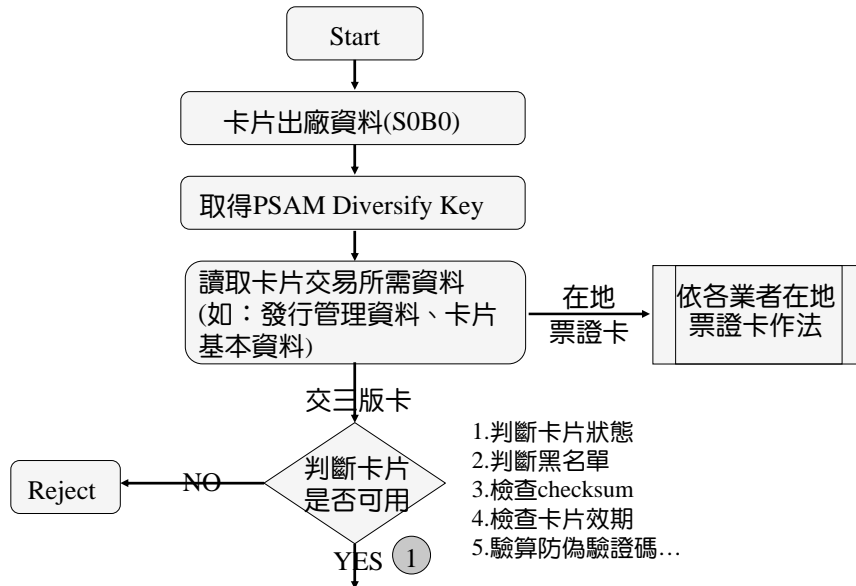 Start
卡片出廠資料(S0B0)
取得PSAM Diversify Key
讀取卡片交易所需資料
(如：發行管理資料、卡片
基本資料)
在地
票證卡
依各業者在地
票證卡作法
交三版卡
判斷卡片
是否可用
1.判斷卡片狀態
2.判斷黑名單
3.檢查checksum
4.檢查卡片效期
5.驗算防偽驗證碼…
NO
Reject
YES
1